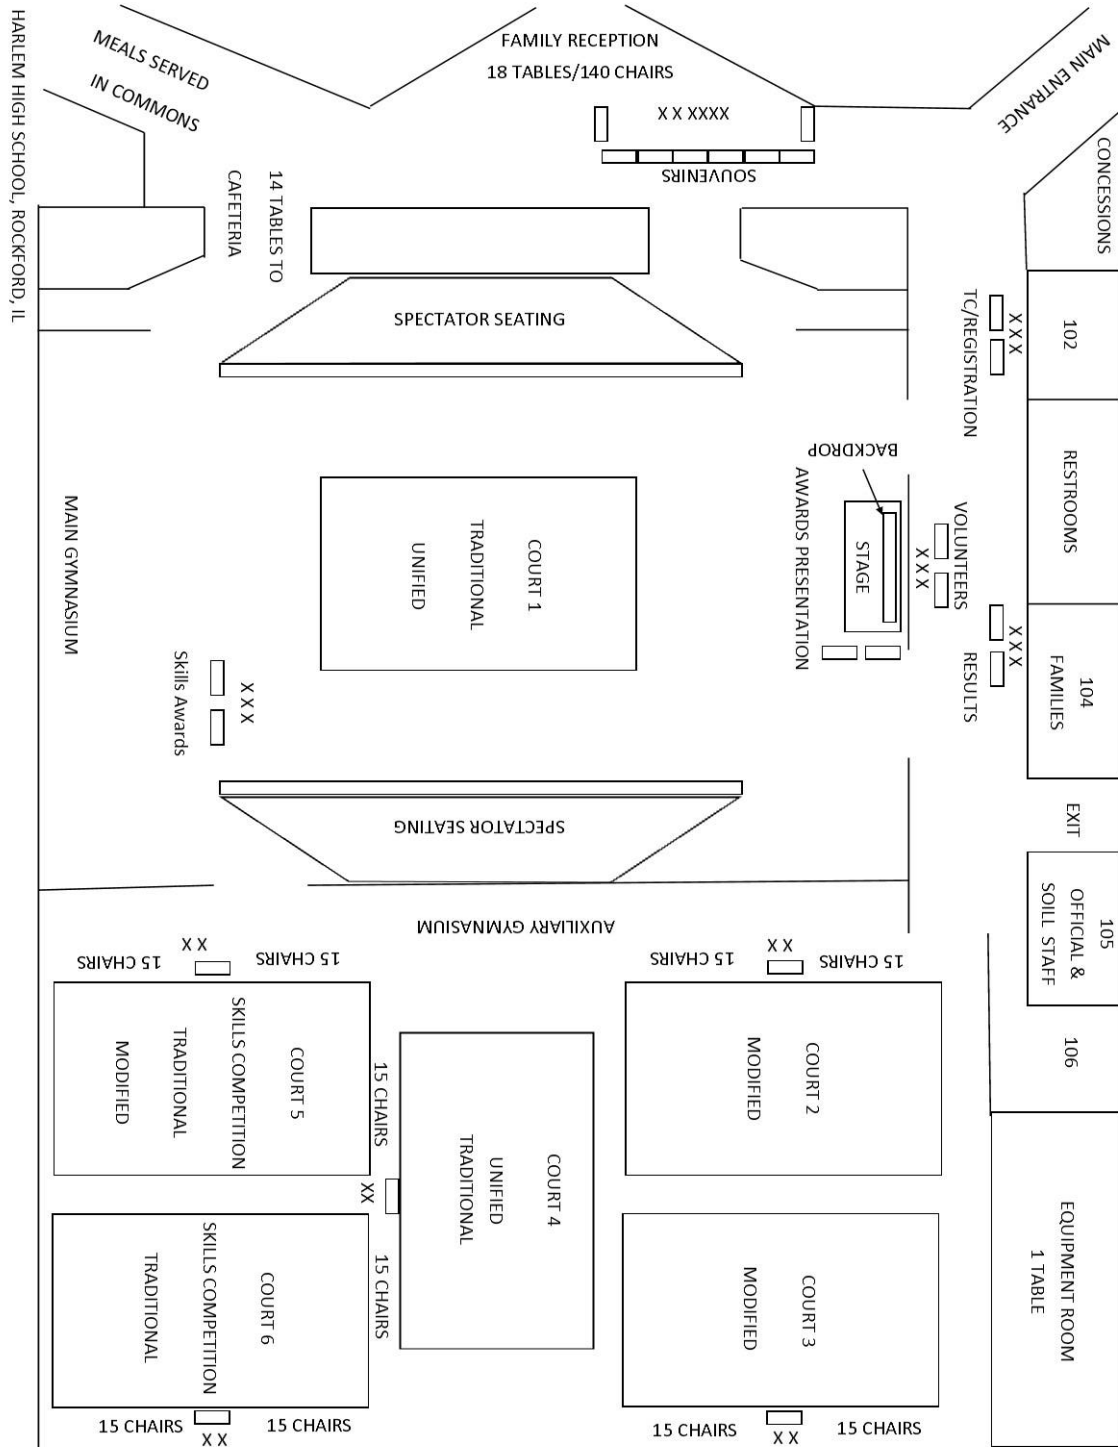 HARLEM HIGH SCHOOL, ROCKFORD, IL
MEALS SERVED
IN COMMONS
FAMILY RECEPTION
18 TABLES/140 CHAIRS
X X XXXX
SOUVENIRS
MAIN ENTRANCE
CONCESSIONS
14 TABLES TO
CAFETERIA
SPECTATOR SEATING
TC/REGISTRATION
X X X
102
RESTROOMS
BACKDROP
AWARDS PRESENTATION
STAGE
VOLUNTEERS
X X X
X X X
RESULTS
104
FAMILIES
MAIN GYMNASIUM
COURT 1
TRADITIONAL
UNIFIED
X X X
Skills Awards
SPECTATOR SEATING
EXIT
105
OFFICIAL &
SOILL STAFF
106
EQUIPMENT ROOM
1 TABLE
AUXILIARY GYMNASIUM
15 CHAIRS
X X
15 CHAIRS
15 CHAIRS
X X
15 CHAIRS
COURT 5
SKILLS COMPETITION
TRADITIONAL
MODIFIED
15 CHAIRS
XX
15 CHAIRS
COURT 4
UNIFIED
TRADITIONAL
COURT 2
MODIFIED
COURT 6
SKILLS COMPETITION
TRADITIONAL
COURT 3
MODIFIED
15 CHAIRS
X X
15 CHAIRS
15 CHAIRS
X X
15 CHAIRS